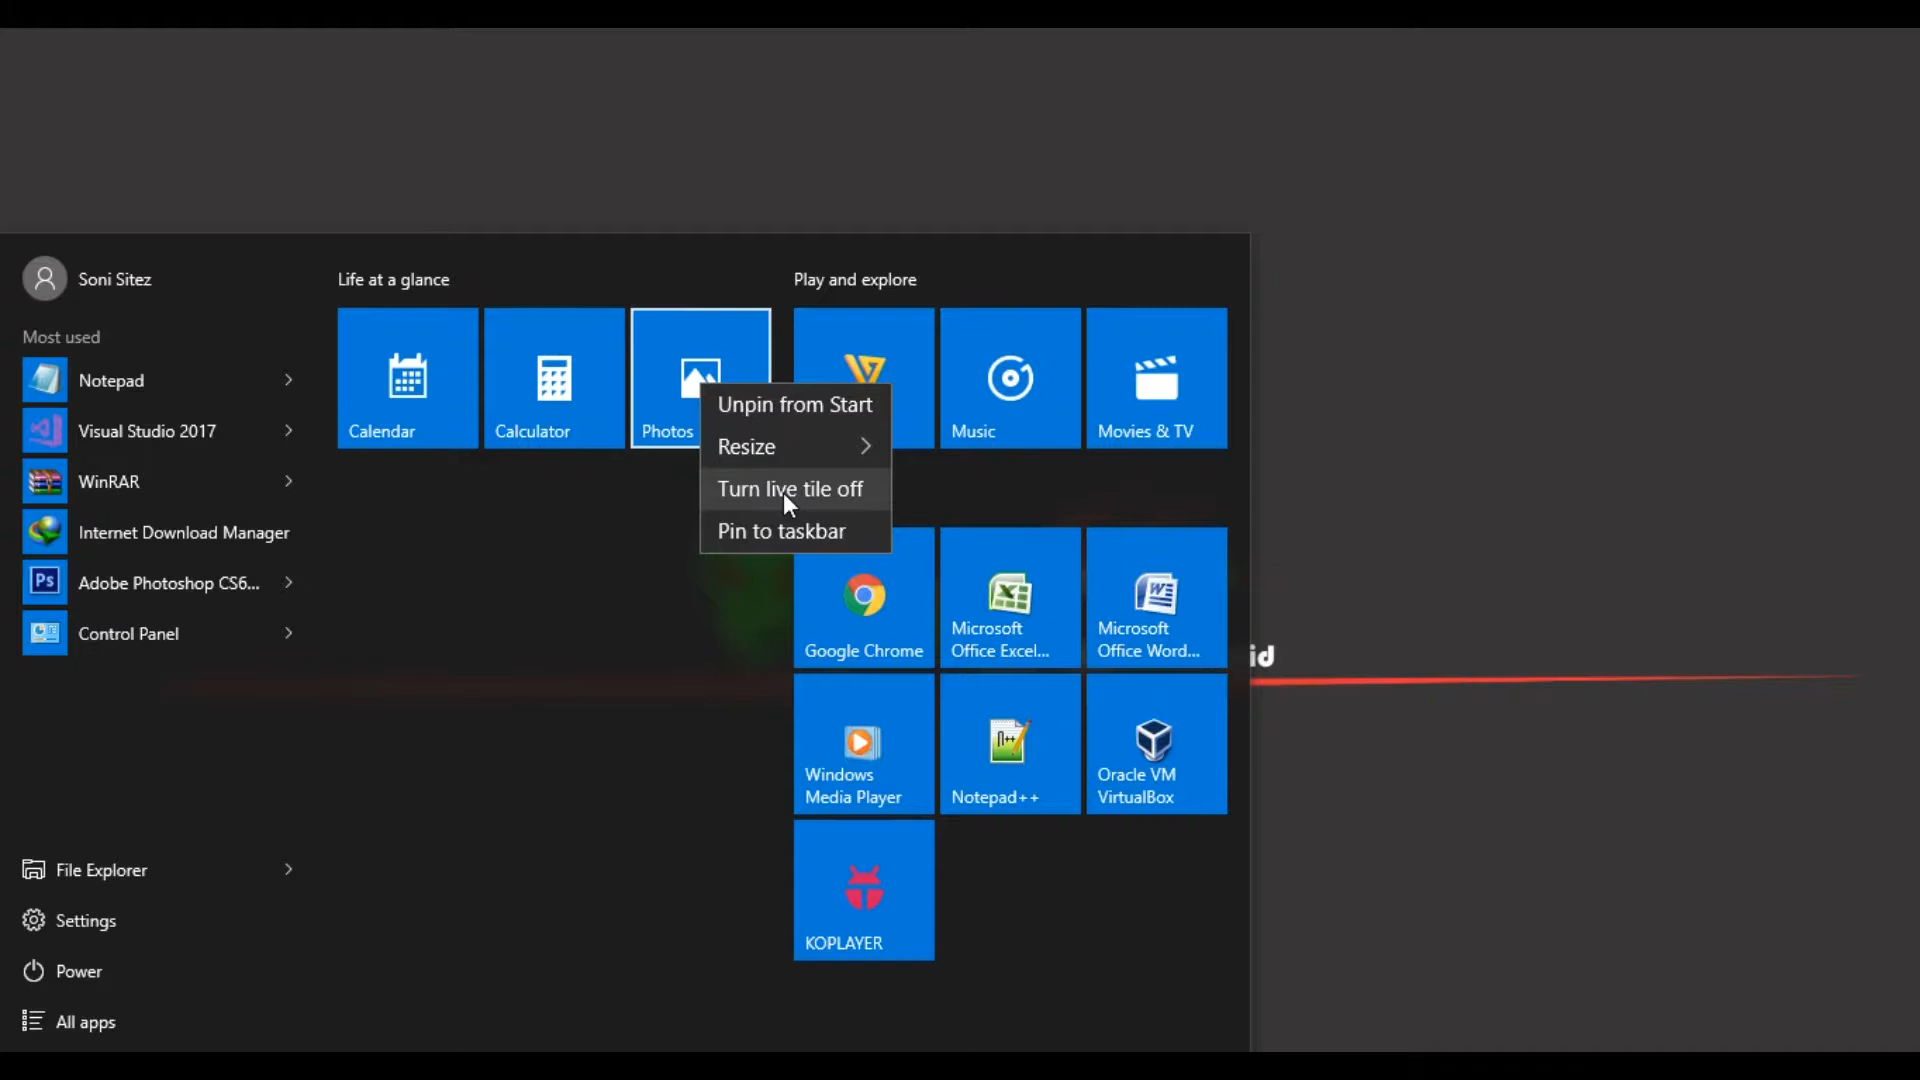 Soni Sitez
Most used
Notepad
Visual Studio 2017
WinRAR
Internet Download Manager
Ps
Adobe Photoshop CS6...
Control Panel
File Explorer
Settings
Power
All apps
Life at a glance
Calendar
Calculator
Photos
Unpin from Start
Resize
Turn live tile off
Pin to taskbar
Play and explore
Music
Movies & TV
Google Chrome
Microsoft
Office Excel...
Microsoft
Office Word...
Windows
Media Player
Notepad++
Oracle VM
VirtualBox
KOPLAYER
id